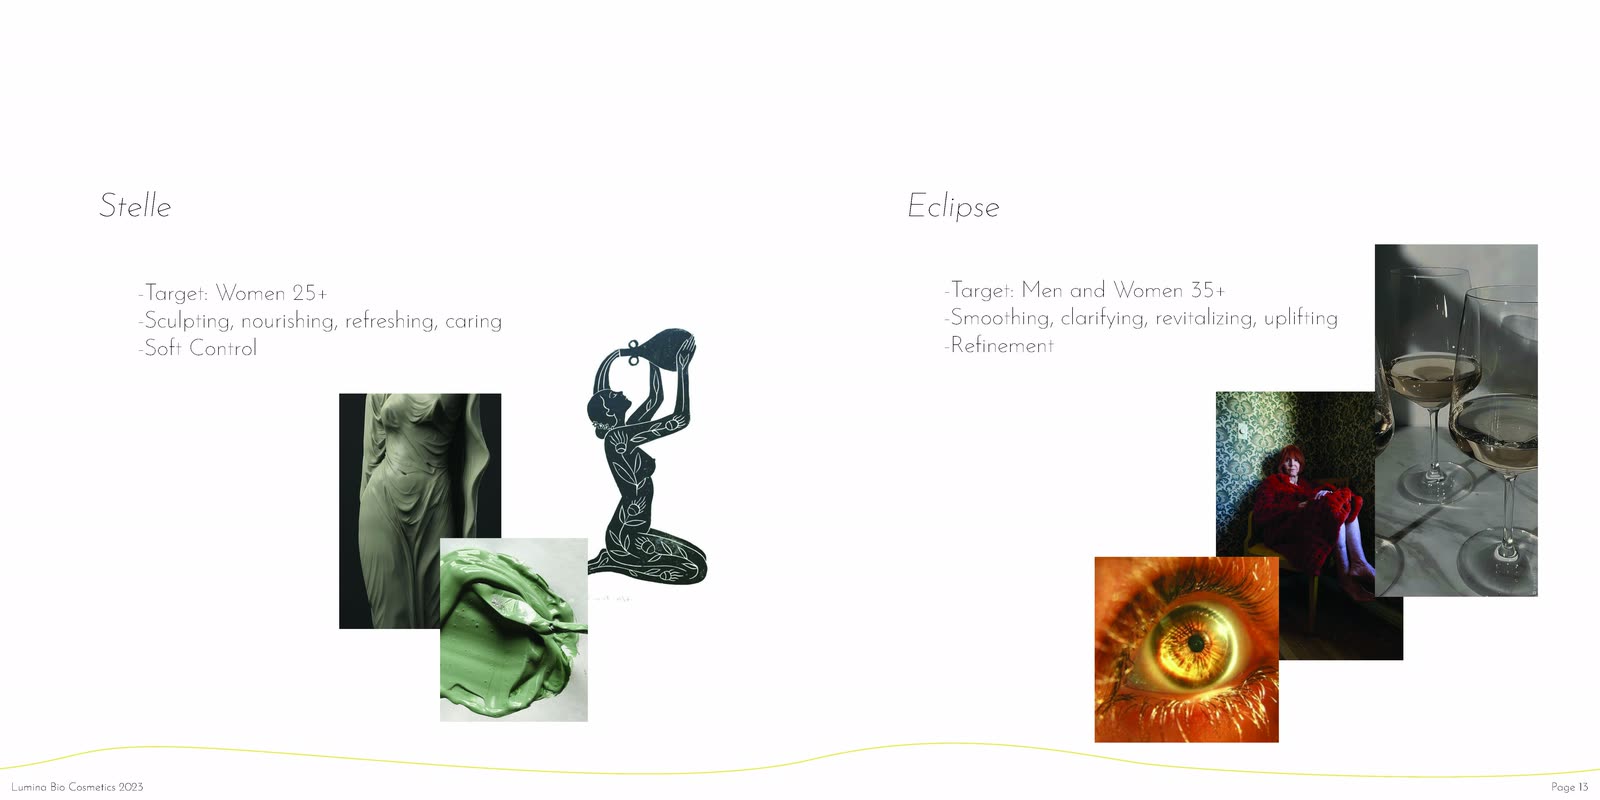 Stelle
-Target: Women 25+
-Sculpting, nourishing, refreshing, caring
-Soft Control
Eclipse
-Target: Men and Women 35+
-Smoothing, clarifying, revitalizing, uplifting
-Refinement
Lumina Bio Cosmetics 2023
Page 13